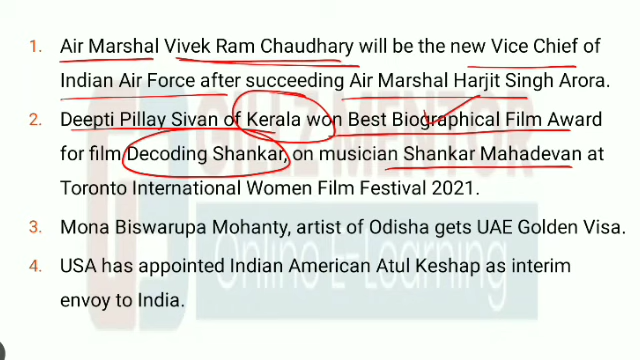 1. Air Marshal Vivek Ram Chaudhary will be the new Vice Chief of
Indian Air Force after succeeding Air Marshal Harjit Singh Arora.
2. Deepti Pillay Sivan of Kerala won Best Biographical Film Award
for film Decoding Shankar, on musician Shankar Mahadevan at
Toronto International Women Film Festival 2021.
3. Mona Biswarupa Mohanty, artist of Odisha gets UAE Golden Visa.
4. USA has appointed Indian American Atul Keshap as interim
envoy to India.
MENTOR
Online E-Learning